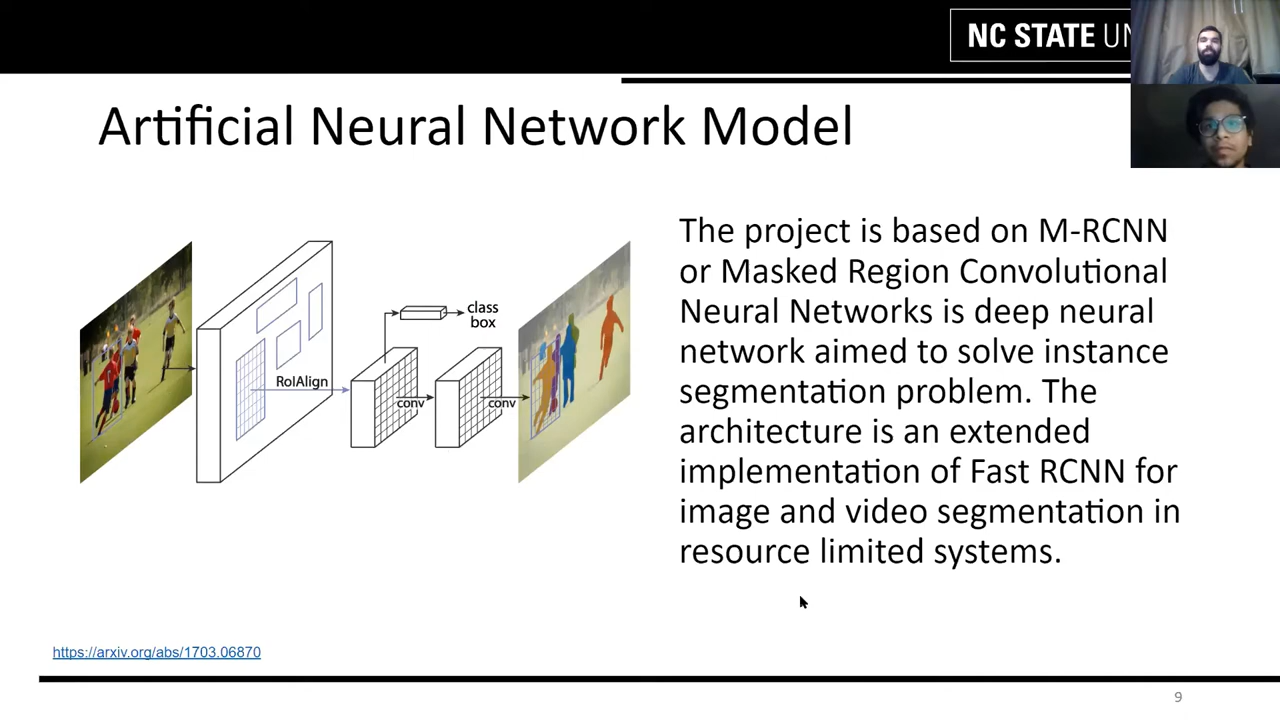 NC STATE UN
Artificial Neural Network Model
The project is based on M-RCNN
or Masked Region Convolutional
Neural Networks is deep neural
network aimed to solve instance
segmentation problem. The
architecture is an extended
implementation of Fast RCNN for
image and video segmentation in
resource limited systems.
class
box
RoIAlign
conv
conv
https://arxiv.org/abs/1703.06870
9